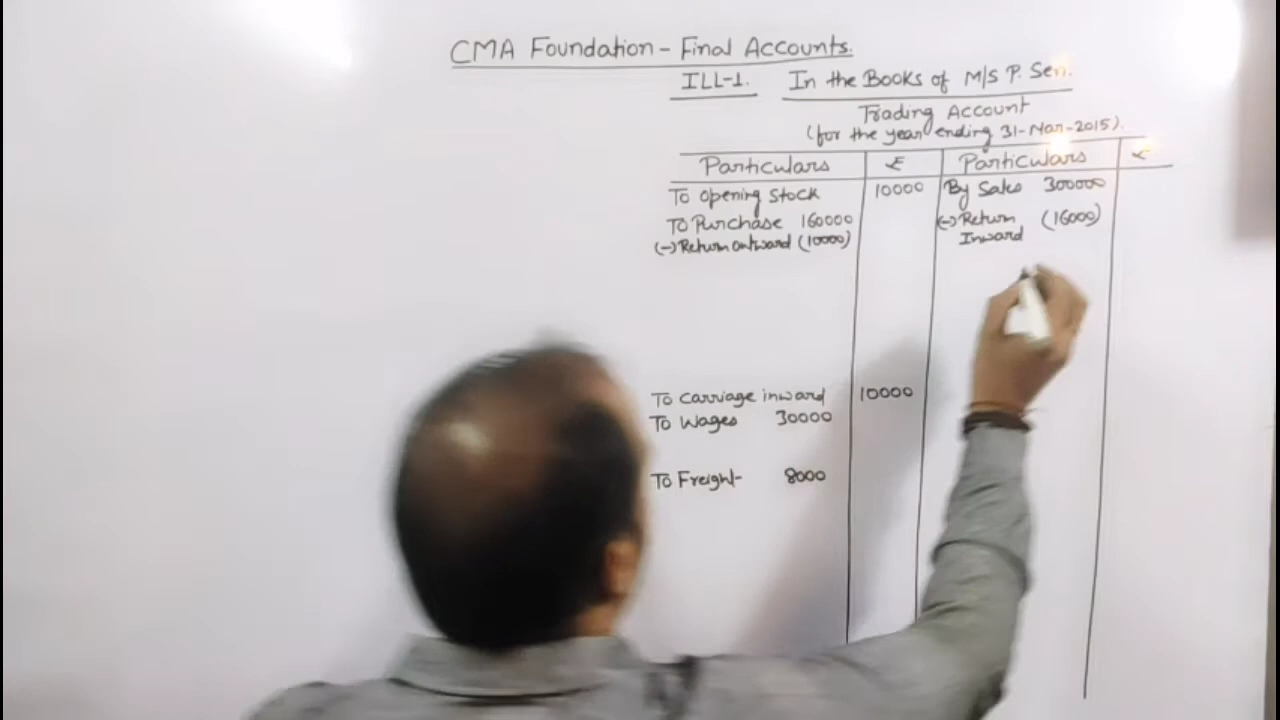 CMA Foundation - Final Accounts.
ILL-1. In the Books of M/S P. Sen.
Trading Account
(for the year ending 31-Mar-2015).
Particulars ₹ Particulars ₹
To Opening Stock 10000 By Sales 300000
To Purchase 160000 (-) Return (16000)
(-) Return outward (10000) Inward
To Carriage inward 10000
To Wages 30000
To Freight- 8000